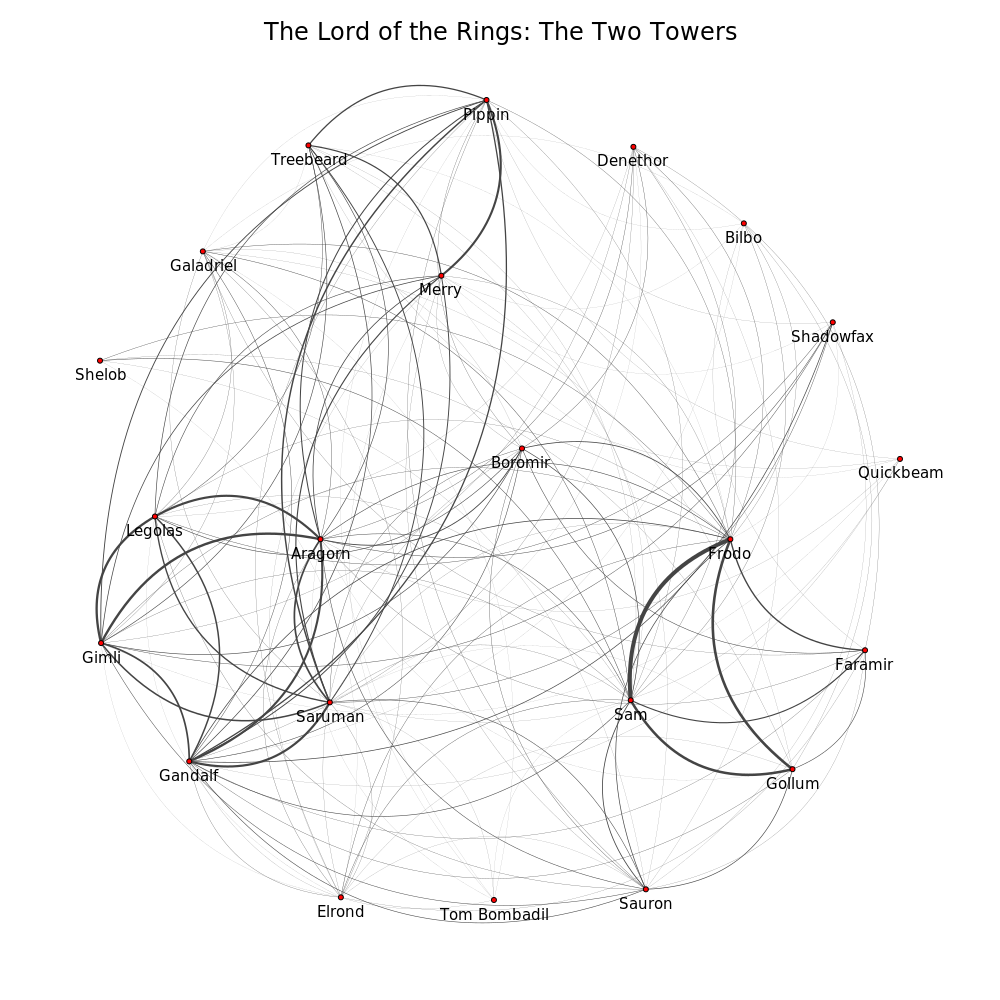 The Lord of the Rings: The Two Towers
Pippin
Treebeard
Denethor
Bilbo
Galadriel
Merry
Shadowfax
Shelob
Boromir
Quickbeam
Legolas
Aragorn
Frodo
Gimli
Faramir
Saruman
Sam
Gandalf
Gollum
Elrond
Tom Bombadil
Sauron